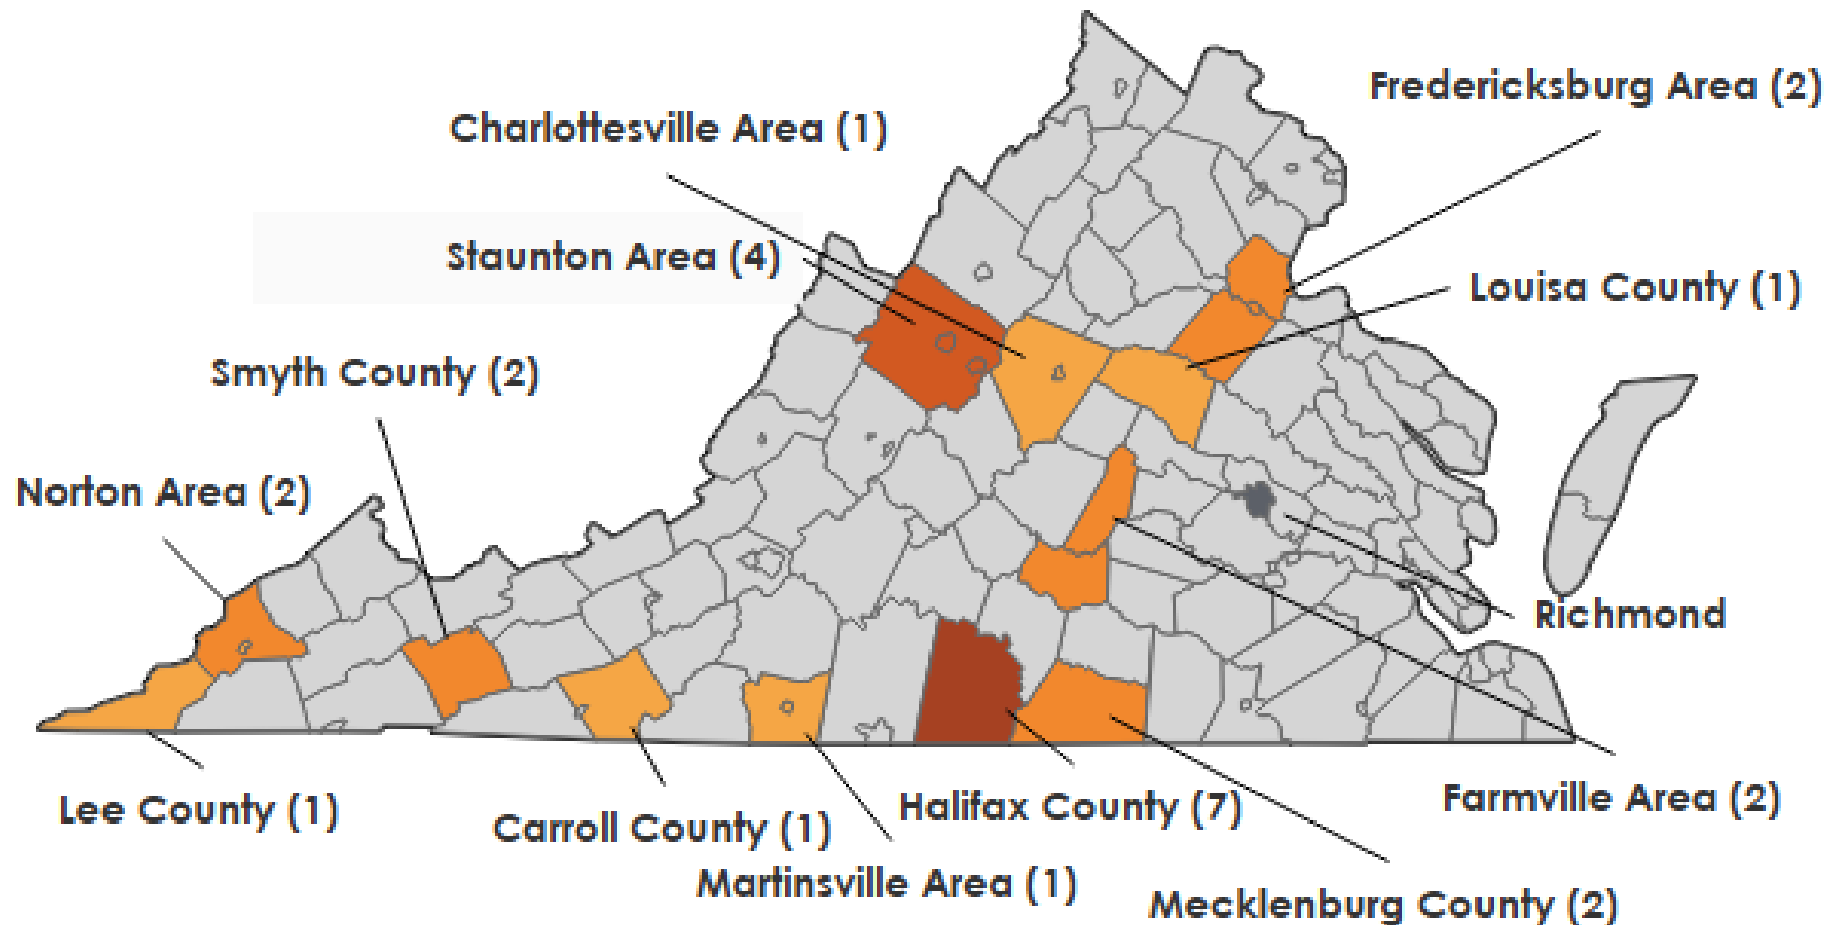 Fredericksburg Area (2)
Charlottesville Area (1)
Staunton Area (4)
Louisa County (1)
Smyth County (2)
Norton Area (2)
Richmond
Lee County (1)
Carroll County (1)
Halifax County (7)
Farmville Area (2)
Martinsville Area (1)
Mecklenburg County (2)